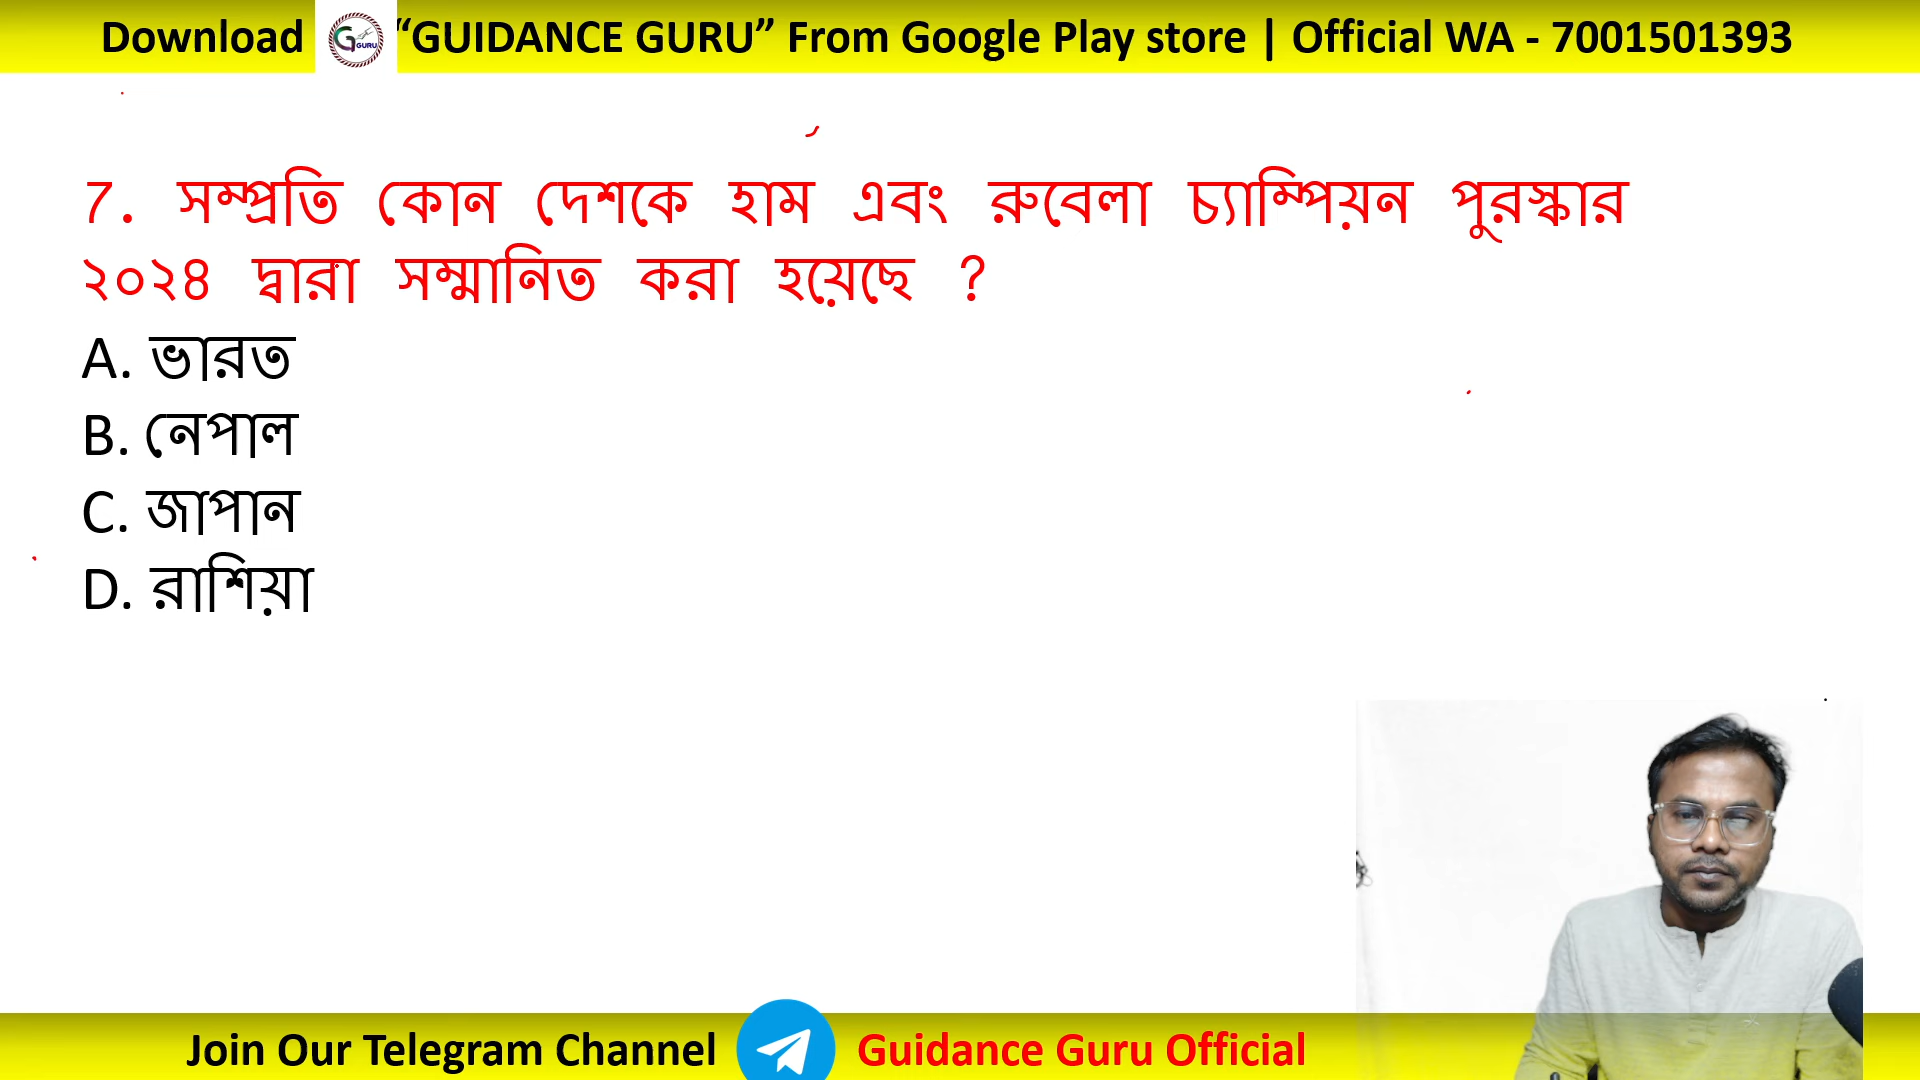 Download G GURU “GUIDANCE GURU” From Google Play store | Official WA - 7001501393
7. সম্প্রতি কোন দেশকে হাম এবং রুবেলা চ্যাম্পিয়ন পুরস্কার
২০২৪ দ্বারা সম্মানিত করা হয়েছে ?
A. ভারত
B. নেপাল
C. জাপান
D. রাশিয়া
Join Our Telegram Channel Guidance Guru Official